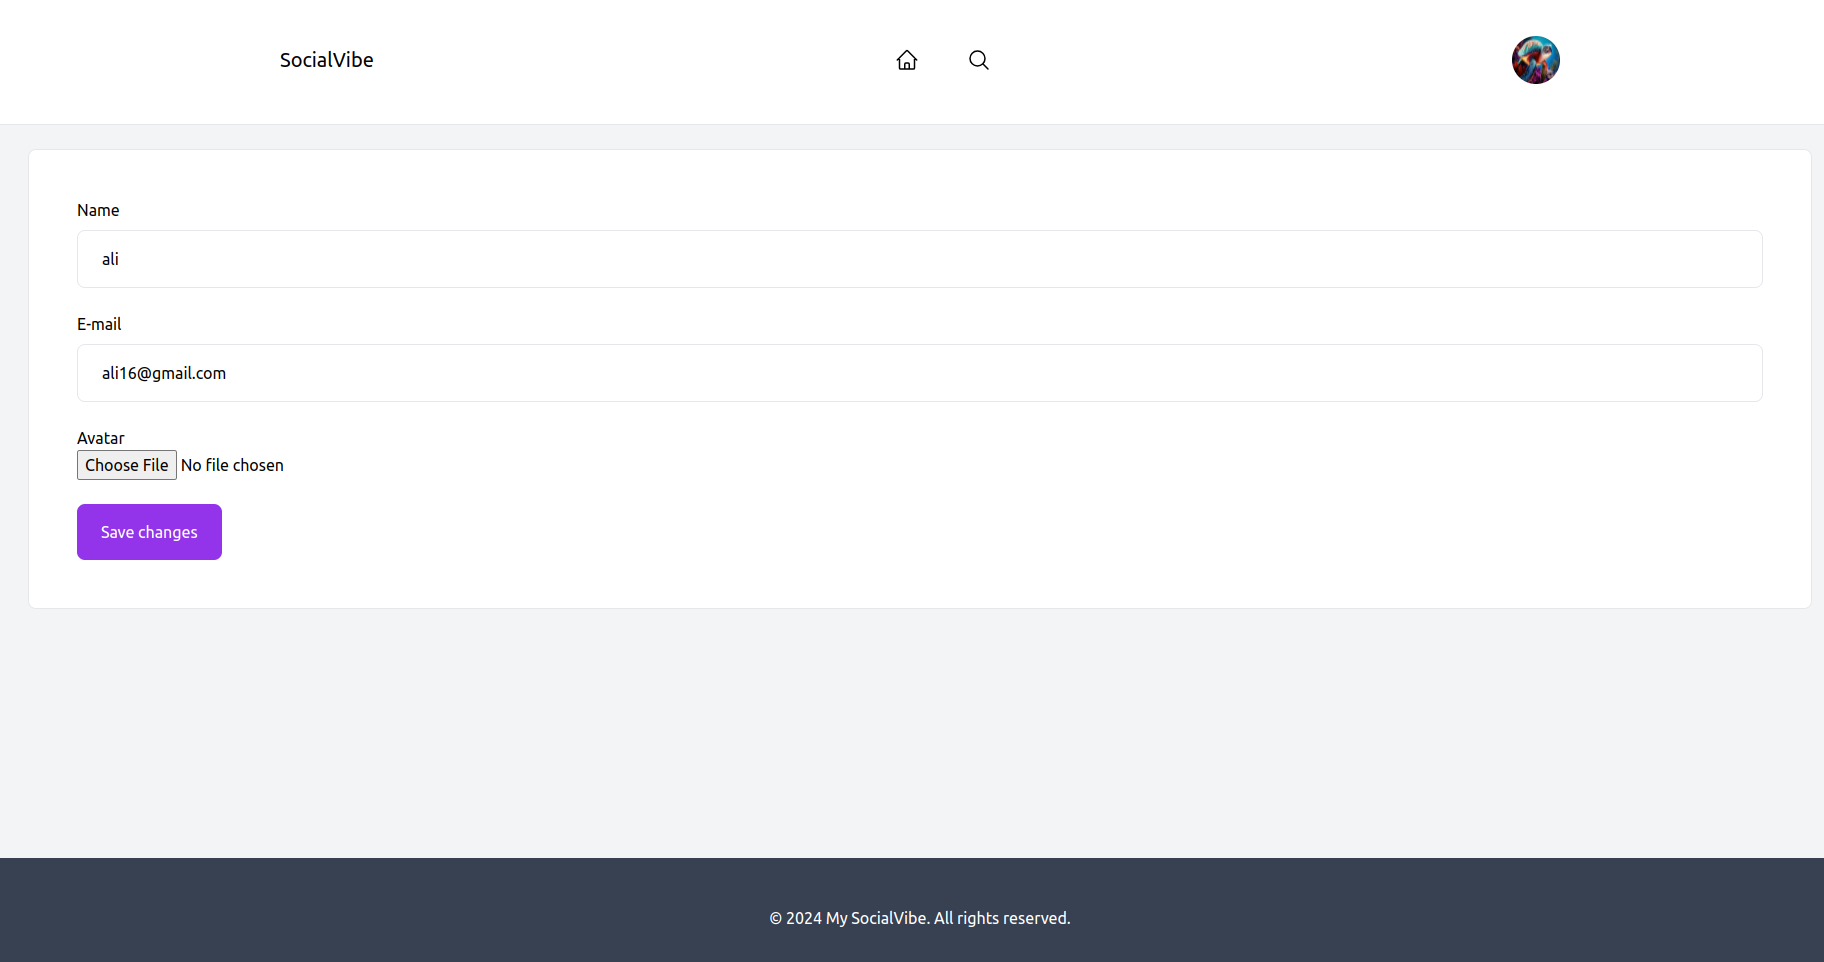 SocialVibe
Name
ali
E-mail
ali16@gmail.com
Avatar
Choose File No file chosen
Save changes
© 2024 My SocialVibe. All rights reserved.